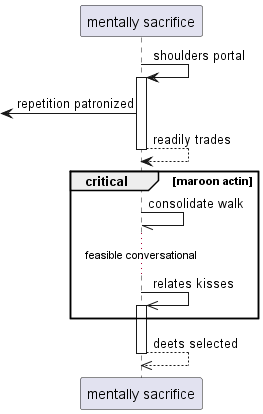 mentally sacrifice
shoulders portal
repetition patronized
readily trades
critical [maroon actin]
consolidate walk
feasible conversational
relates kisses
deets selected
mentally sacrifice